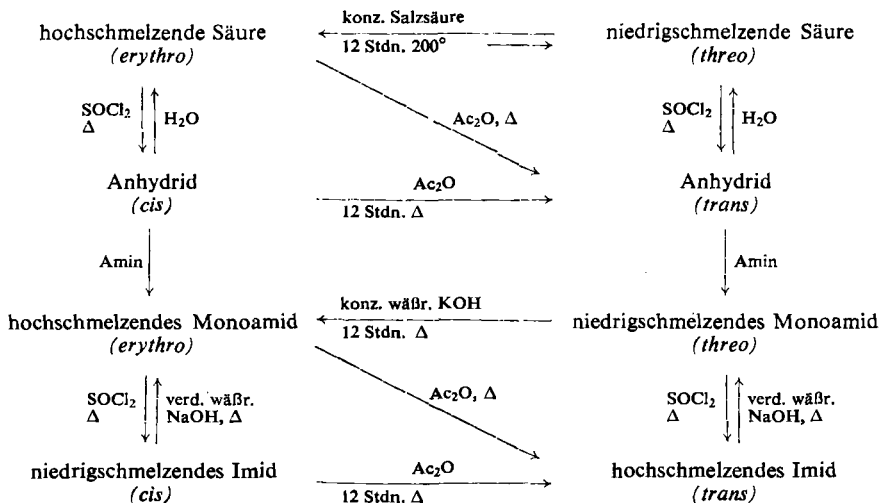 konz. Salzsäure
hochschmelzende Säure
niedrigschmelzende Säure
(erythro)
12 Stdn. 200°
(threo)
SOCl₂
Δ
H₂O
Ac₂O, Δ
SOCl₂
Δ
H₂O
Anhydrid
Ac₂O
Anhydrid
(cis)
12 Stdn. Δ
(trans)
Amin
Amin
konz. wäßr. KOH
hochschmelzendes Monoamid
niedrigschmelzendes Monoamid
(erythro)
12 Stdn. Δ
(threo)
SOCl₂
Δ
verd. wäßr.
NaOH, Δ
Ac₂O, Δ
SOCl₂
Δ
verd. wäßr.
NaOH, Δ
niedrigschmelzendes Imid
Ac₂O
hochschmelzendes Imid
(cis)
12 Stdn. Δ
(trans)